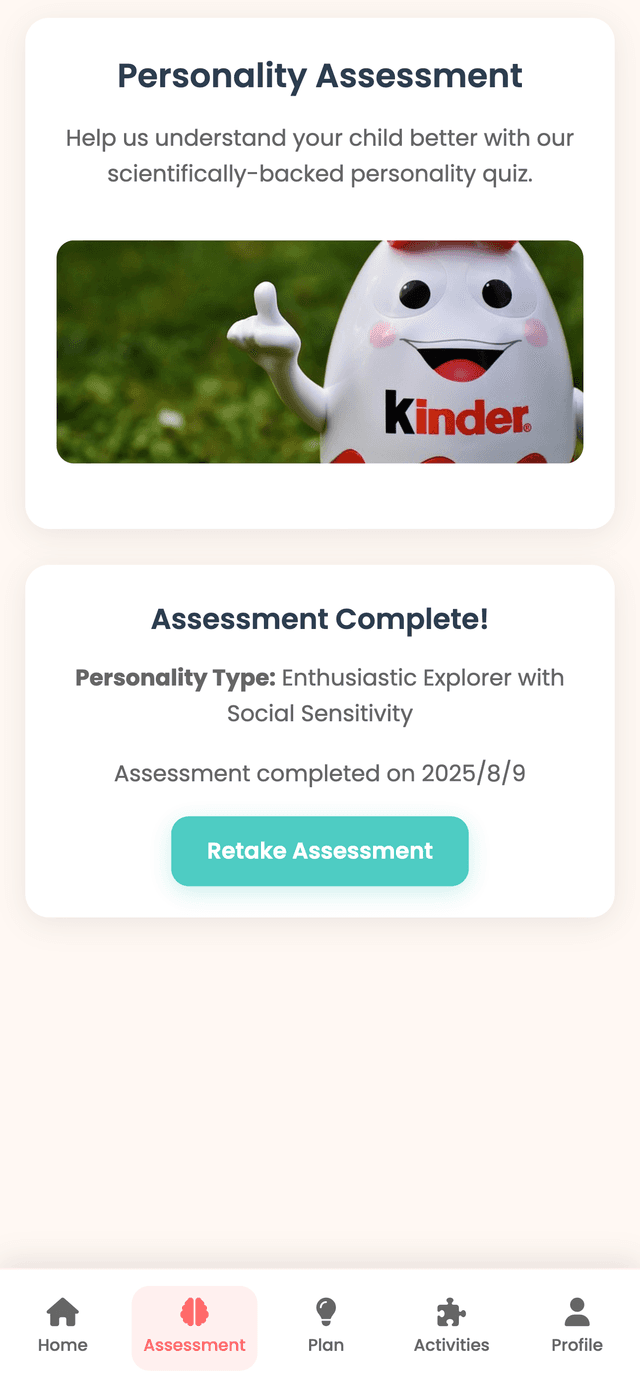 Personality Assessment
Help us understand your child better with our
scientifically-backed personality quiz.
kinder®
Assessment Complete!
Personality Type: Enthusiastic Explorer with
Social Sensitivity
Assessment completed on 2025/8/9
Retake Assessment
Home
Assessment
Plan
Activities
Profile